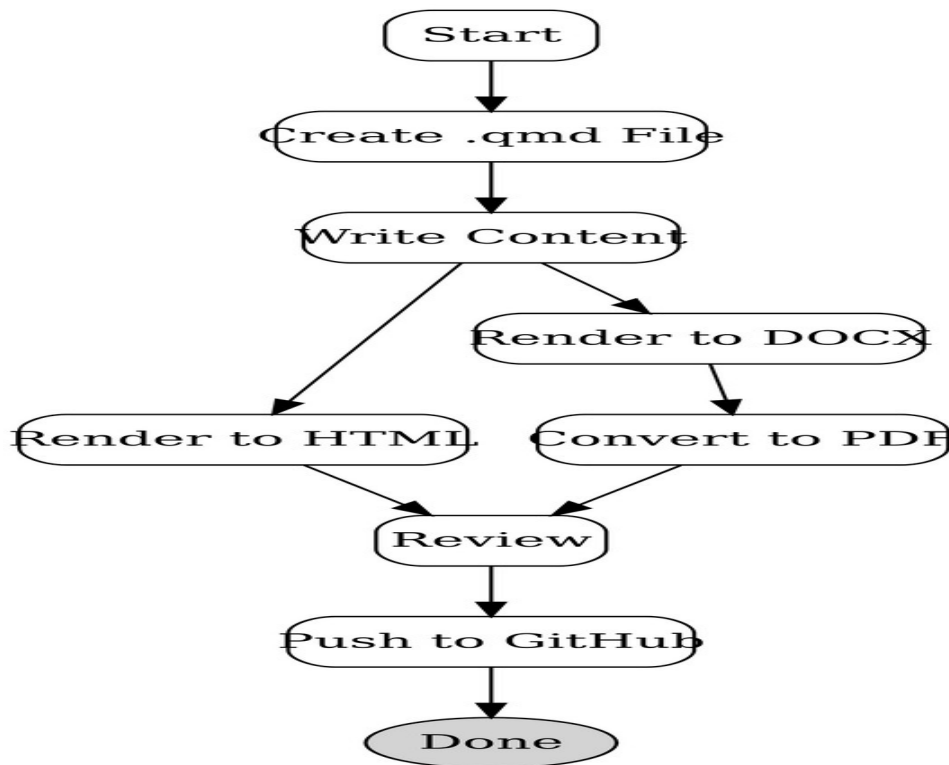 Start
Create .qmd File
Write Content
Render to DOCX
Render to HTML
Convert to PDF
Review
Push to GitHub
Done